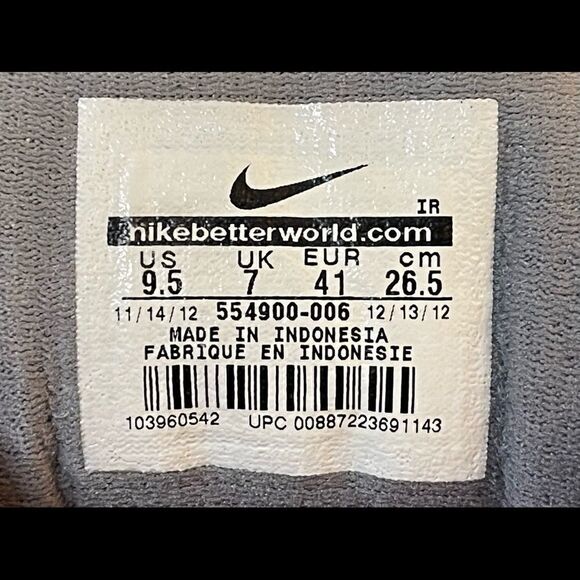 IR
nikebetterworld.com
US UK EUR cm
9.5 7 41 26.5
11/14/12 554900-006 12/13/12
MADE IN INDONESIA
FABRIQUE EN INDONESIE
103960542 UPC 00887223691143